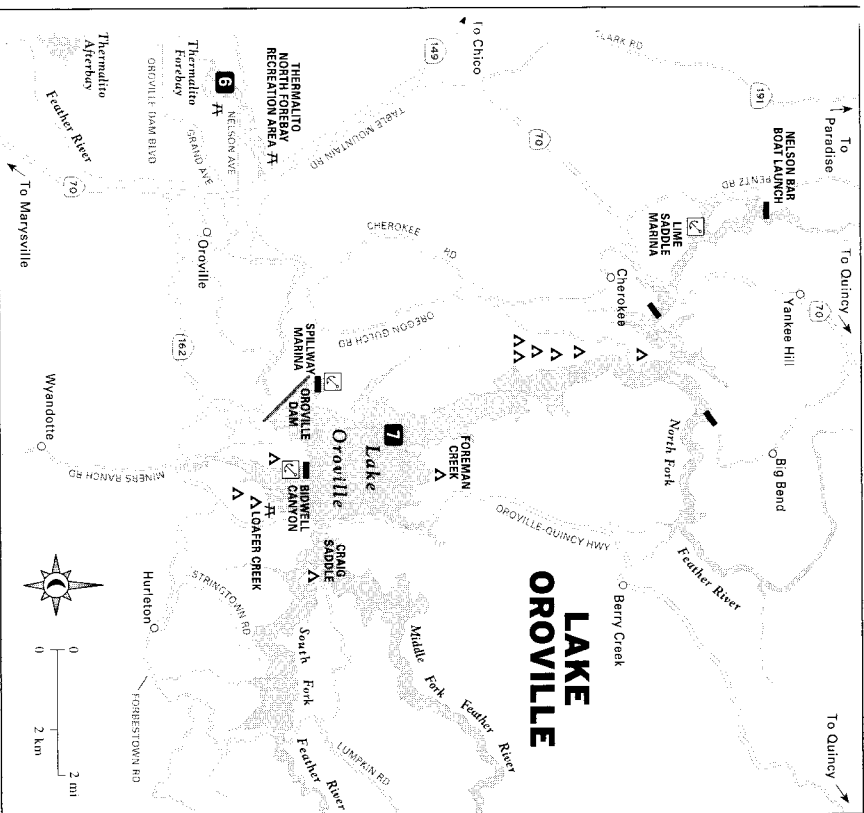 To Chico
149
CLARK RD
191
To
Paradise
NELSON BAR
BOAT LAUNCH
PENTZ RD
70
LIME
SADDLE
MARINA
To Quincy
70
Yankee Hill
Cherokee
Big Bend
North Fork
Feather River
To Quincy
THERMALITO
NORTH FOREBAY
RECREATION AREA
TABLE MOUNTAIN RD
CHEROKEE RD
OREGON GULCH RD
6
NELSON AVE
Thermalito
Forebay
GRAND AVE
OROVILLE DAM BLVD
Thermalito
Afterbay
Feather River
70
To Marysville
Oroville
162
SPILLWAY
MARINA
OROVILLE
DAM
7
Lake
Oroville
FOREMAN
CREEK
OROVILLE-QUINCY HWY
Berry Creek
LAKE
OROVILLE
BIDWELL
CANYON
LOAFER CREEK
CRAIG
SADDLE
Wyandotte
MINERS RANCH RD
STRINGTOWN RD
Hurleton
FORBESTOWN RD
South Fork
Feather River
Middle Fork Feather River
LUMPKIN RD
0 2 mi
0 2 km